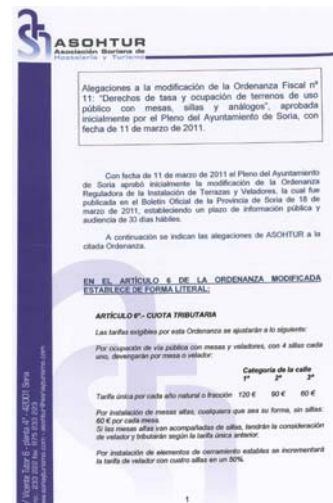 ASOHTUR
Asociación Soriana de
Hostelería y Turismo
Alegaciones a la modificación de la Ordenanza Fiscal nº
11: "Derechos de tasa y ocupación de terrenos de uso
público con mesas, sillas y análogos", aprobada
inicialmente por el Pleno del Ayuntamiento de Soria, con
fecha de 11 de marzo de 2011.
Con fecha de 11 de marzo de 2011 el Pleno del Ayuntamiento
de Soria aprobó inicialmente la modificación de la Ordenanza
Reguladora de la Instalación de Terrazas y Veladores, la cual fue
publicada en el Boletín Oficial de la Provincia de Soria de 18 de
marzo de 2011, estableciendo un plazo de información pública y
audiencia de 30 días hábiles.
A continuación se indican las alegaciones de ASOHTUR a la
citada Ordenanza.
EN EL ARTÍCULO 6 DE LA ORDENANZA MODIFICADA
ESTABLECE DE FORMA LITERAL:
ARTÍCULO 6º.- CUOTA TRIBUTARIA
Las tarifas exigibles por esta Ordenanza se ajustarán a lo siguiente:
Por ocupación de vía pública con mesas y veladores, con 4 sillas cada
uno, devengarán por mesa o velador:
Categoría de la calle
1ª 2ª 3ª
Tarifa única por cada año natural o fracción 120 € 90 € 60 €
Por instalación de mesas altas, cualquiera que sea su forma, sin sillas:
60 € por cada mesa.
Si las mesas altas van acompañadas de sillas, tendrán la consideración
de velador y tributarán según la tarifa única anterior.
Por instalación de elementos de cerramiento estables se incrementará
la tarifa de velador con cuatro sillas en un 50%.
1
/ Vicente Tutor 6 - planta 4ª - 42001 Soria